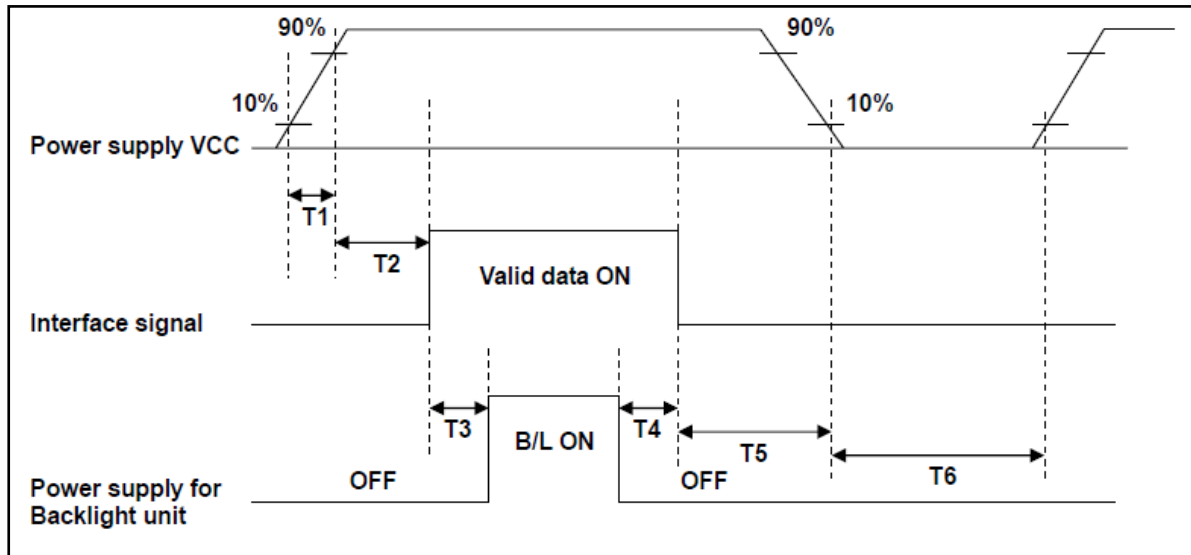 90%
90%
10%
10%
Power supply VCC
T1
T2
Valid data ON
Interface signal
T3
B/L ON
T4
T5
T6
OFF
OFF
Power supply for
Backlight unit